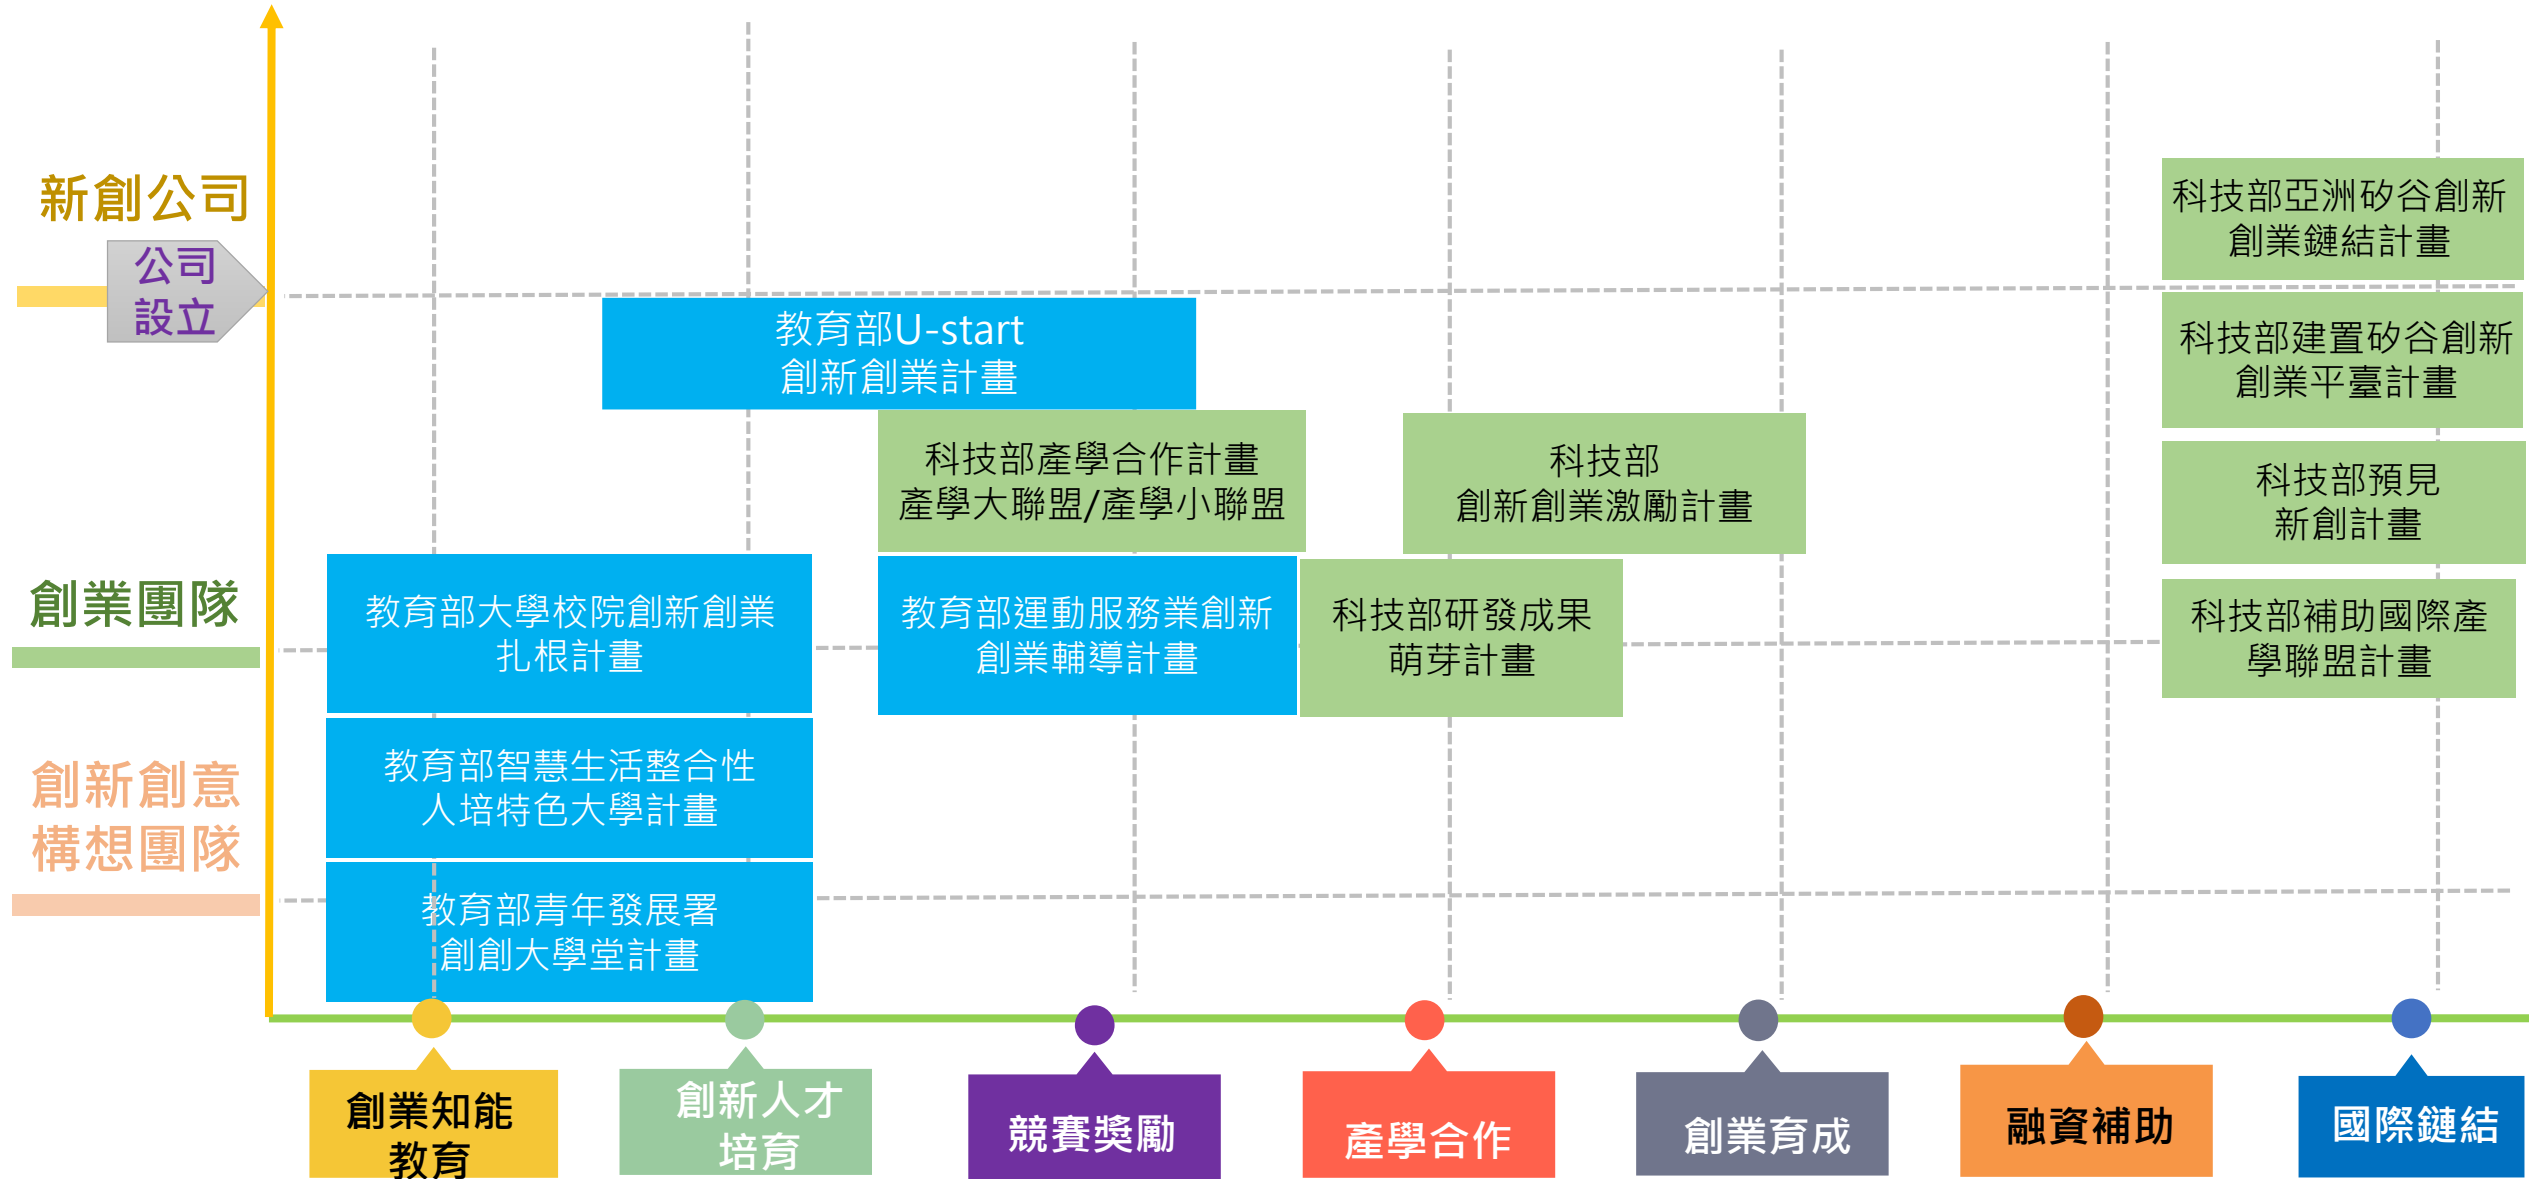 新創公司
公司
設立
創業團隊
創新創意
構想團隊
科技部亞洲矽谷創新
創業鏈結計畫
教育部U-start
創新創業計畫
科技部建置矽谷創新
創業平臺計畫
科技部產學合作計畫
產學大聯盟/產學小聯盟
科技部
創新創業激勵計畫
科技部預見
新創計畫
教育部大學校院創新創業
扎根計畫
教育部運動服務業創新
創業輔導計畫
科技部研發成果
萌芽計畫
科技部補助國際產
學聯盟計畫
教育部智慧生活整合性
人培特色大學計畫
教育部青年發展署
創創大學堂計畫
創業知能
教育
創新人才
培育
競賽獎勵
產學合作
創業育成
融資補助
國際鏈結